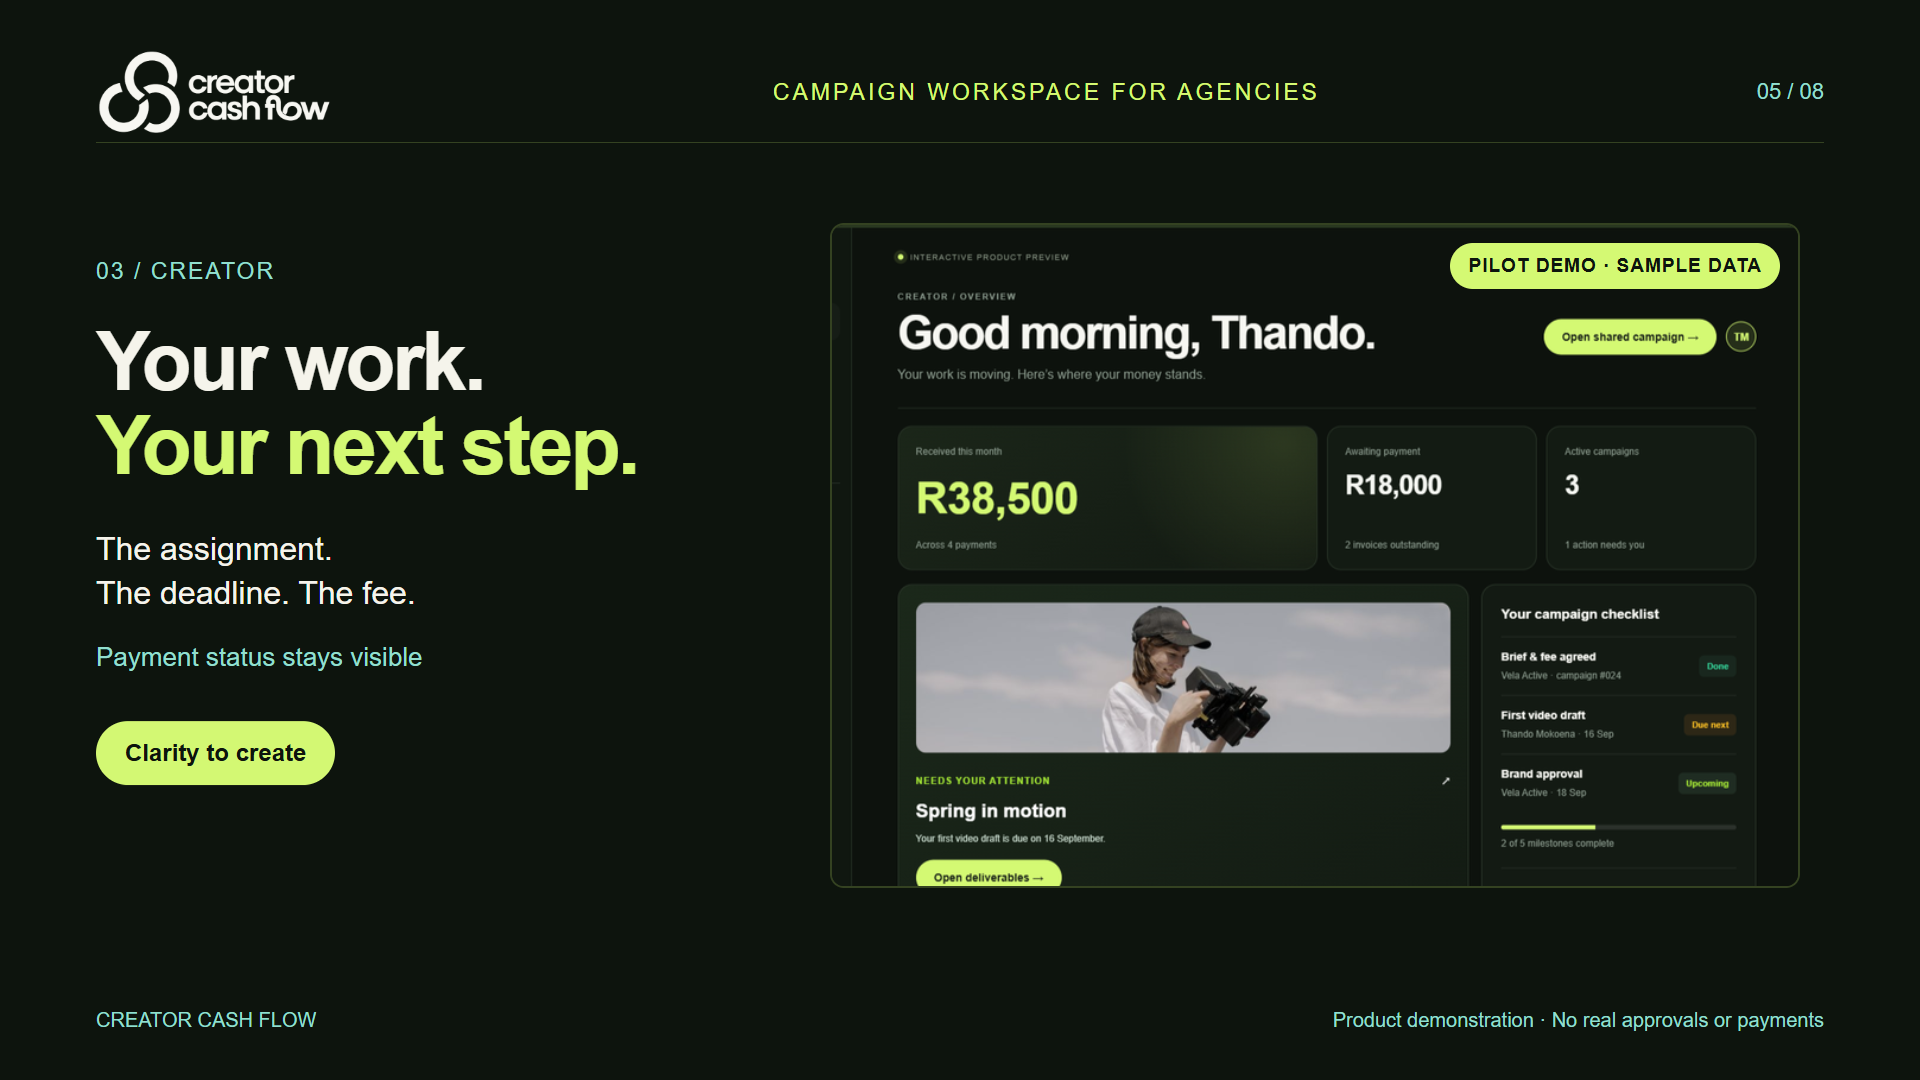 creator
cash flow
CAMPAIGN WORKSPACE FOR AGENCIES
05 / 08
03 / CREATOR
Your work.
Your next step.
The assignment.
The deadline. The fee.
Payment status stays visible
Clarity to create
INTERACTIVE PRODUCT PREVIEW
PILOT DEMO · SAMPLE DATA
CREATOR / OVERVIEW
Good morning, Thando.
Your work is moving. Here's where your money stands.
Open shared campaign →
TM
Received this month
R38,500
Across 4 payments
Awaiting payment
R18,000
2 invoices outstanding
Active campaigns
3
1 action needs you
NEEDS YOUR ATTENTION
Spring in motion
Your first video draft is due on 16 September.
Open deliverables →
Your campaign checklist
Brief & fee agreed
Vela Active · campaign #024
Done
First video draft
Thando Mokoena · 16 Sep
Due next
Brand approval
Vela Active · 18 Sep
Upcoming
2 of 5 milestones complete
CREATOR CASH FLOW
Product demonstration · No real approvals or payments